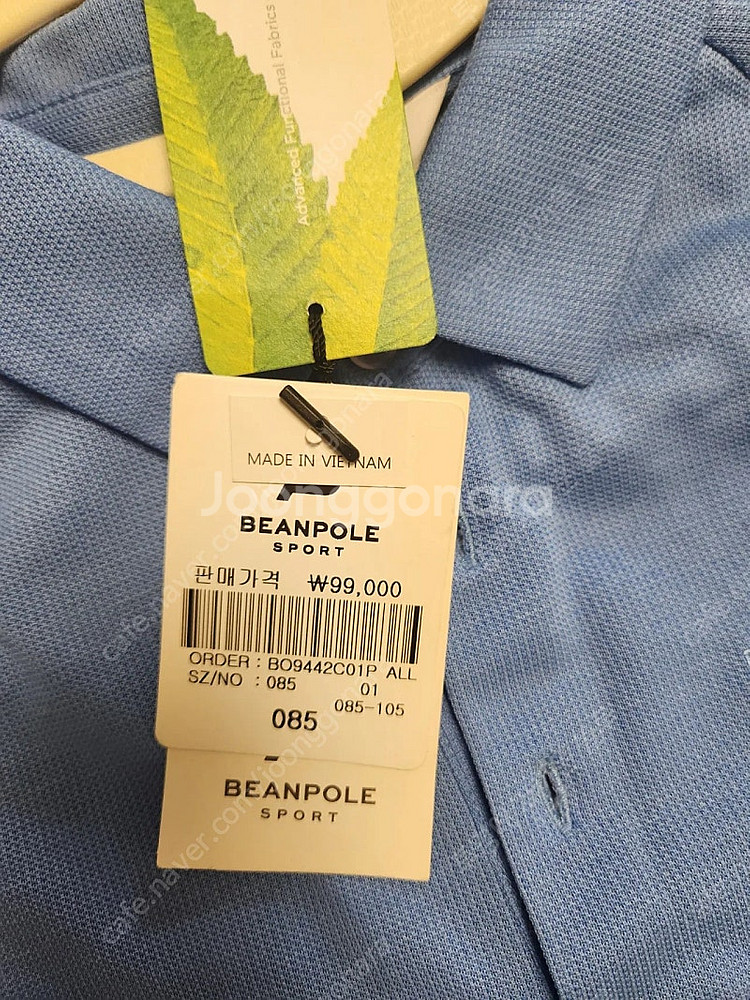 Advanced Functional Fabrics
MADE IN VIETNAM
Joonggonara
BEANPOLE
SPORT
판매가격 ₩99,000
ORDER : BO9442C01P ALL
SZ/NO : 085 01
085-105
085
BEANPOLE
SPORT
cafe.naver.com/joonggonara